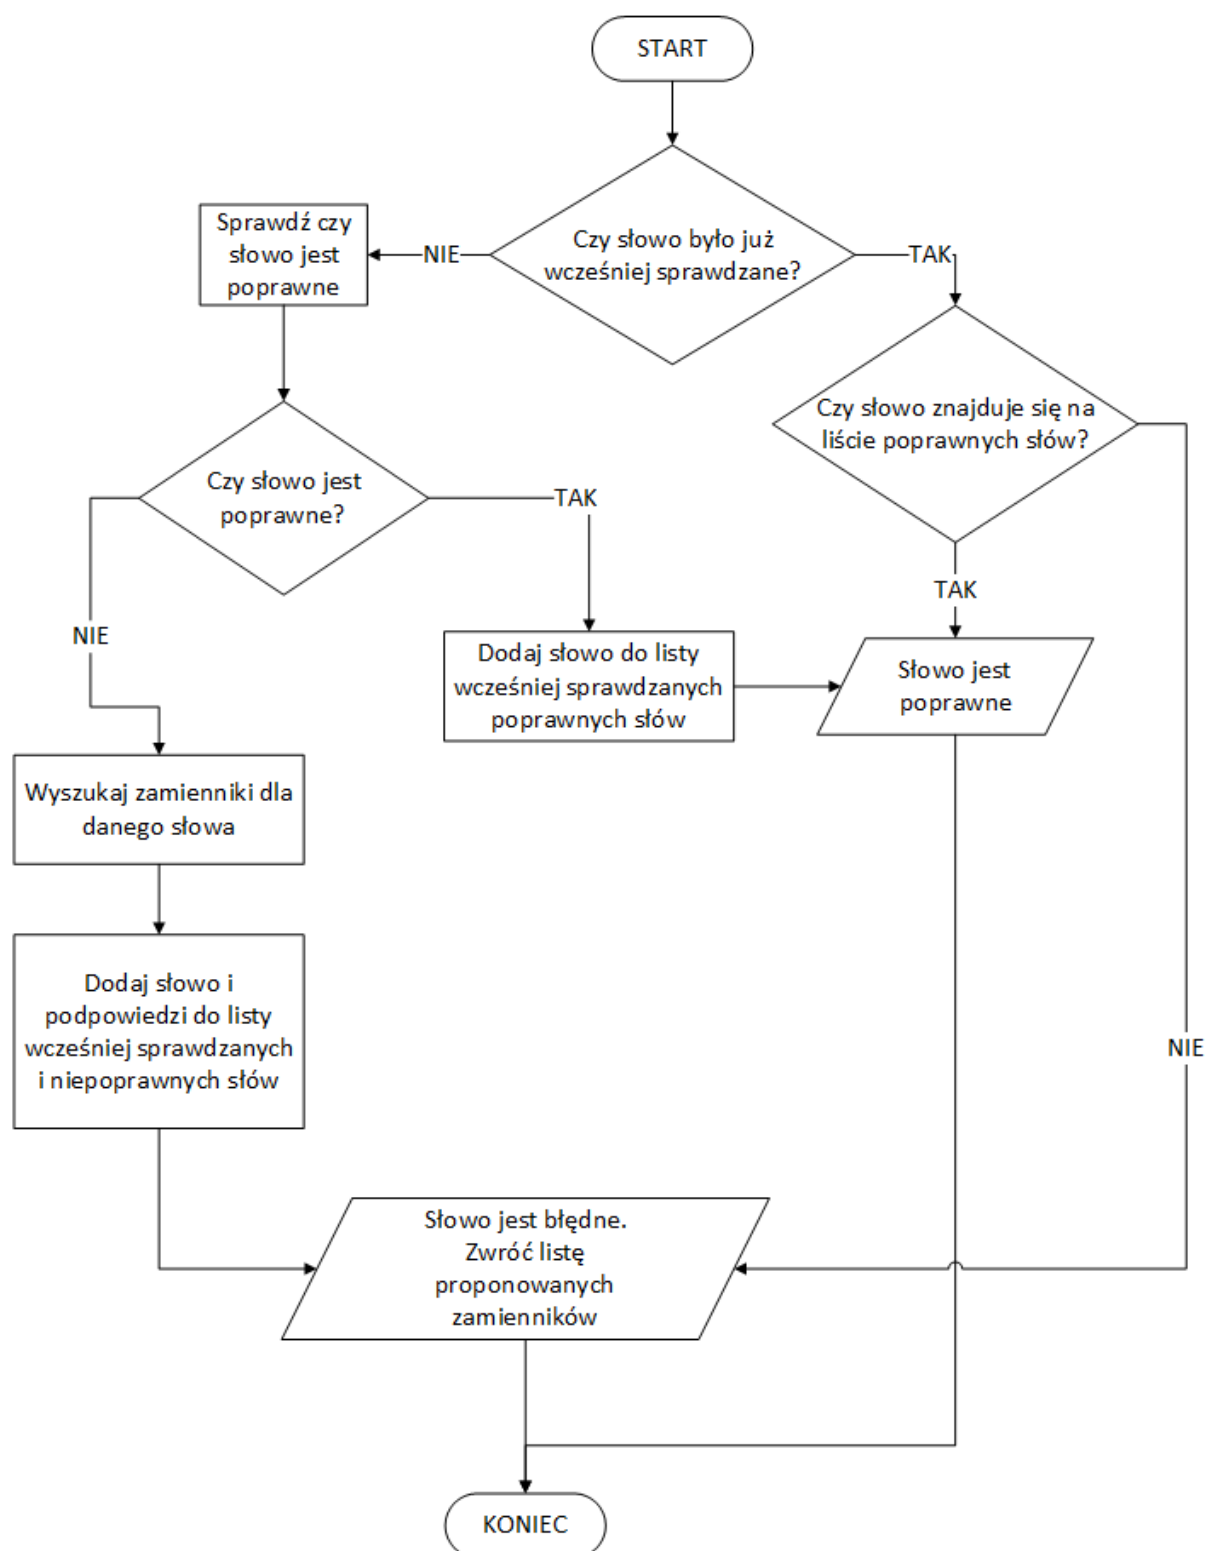 START
Czy słowo było już
wcześniej sprawdzane?
NIE
TAK
Sprawdź czy
słowo jest
poprawne
Czy słowo znajduje się na
liście poprawnych słów?
Czy słowo jest
poprawne?
TAK
TAK
NIE
Dodaj słowo do listy
wcześniej sprawdzanych
poprawnych słów
Słowo jest
poprawne
Wyszukaj zamienniki dla
danego słowa
Dodaj słowo i
podpowiedzi do listy
wcześniej sprawdzanych
i niepoprawnych słów
NIE
Słowo jest błędne.
Zwróć listę
proponowanych
zamienników
KONIEC